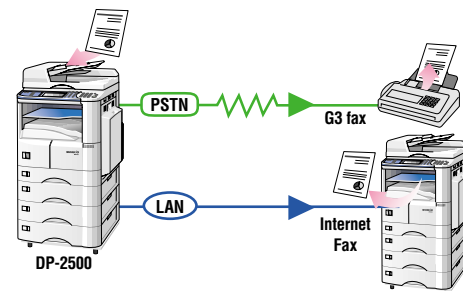 PSTN
G3 fax
LAN
Internet
Fax
DP-2500